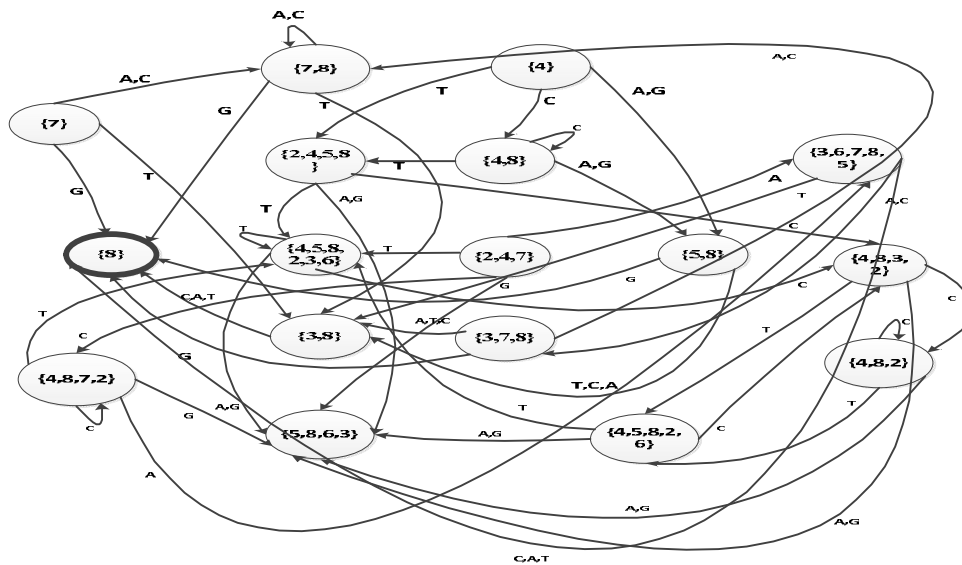 A,C
A,C
{7,8}
{4}
A,C
T
A,G
G
T
C
{7}
C
{2,4,5,8
}
T
{4,8}
A,G
{3,6,7,8,
5}
T
G
A,G
A
T
A,C
T
C
T
{8}
{4,5,8,
2,3,6}
T
{2,4,7}
{5,8}
{4,8,3,
2}
G
G
C
C
C,A,T
T
A,T,C
C
{3,8}
{3,7,8}
T
C
G
{4,8,2}
{4,8,7,2}
T,C,A
T
A,G
T
G
C
{5,8,6,3}
A,G
{4,5,8,2,
6}
C
A
A,G
A,G
C,A,T